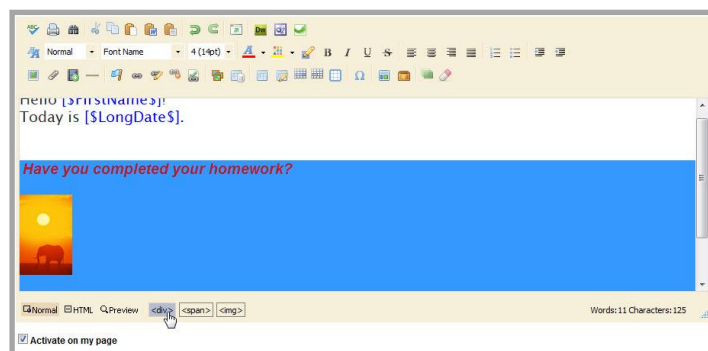 Normal Font Name 4 (14pt) A B I U S
Hello [$FirstName$]!
Today is [$LongDate$].
Have you completed your homework?
Normal HTML Preview <div> <span> <img> Words:11 Characters:125
Activate on my page